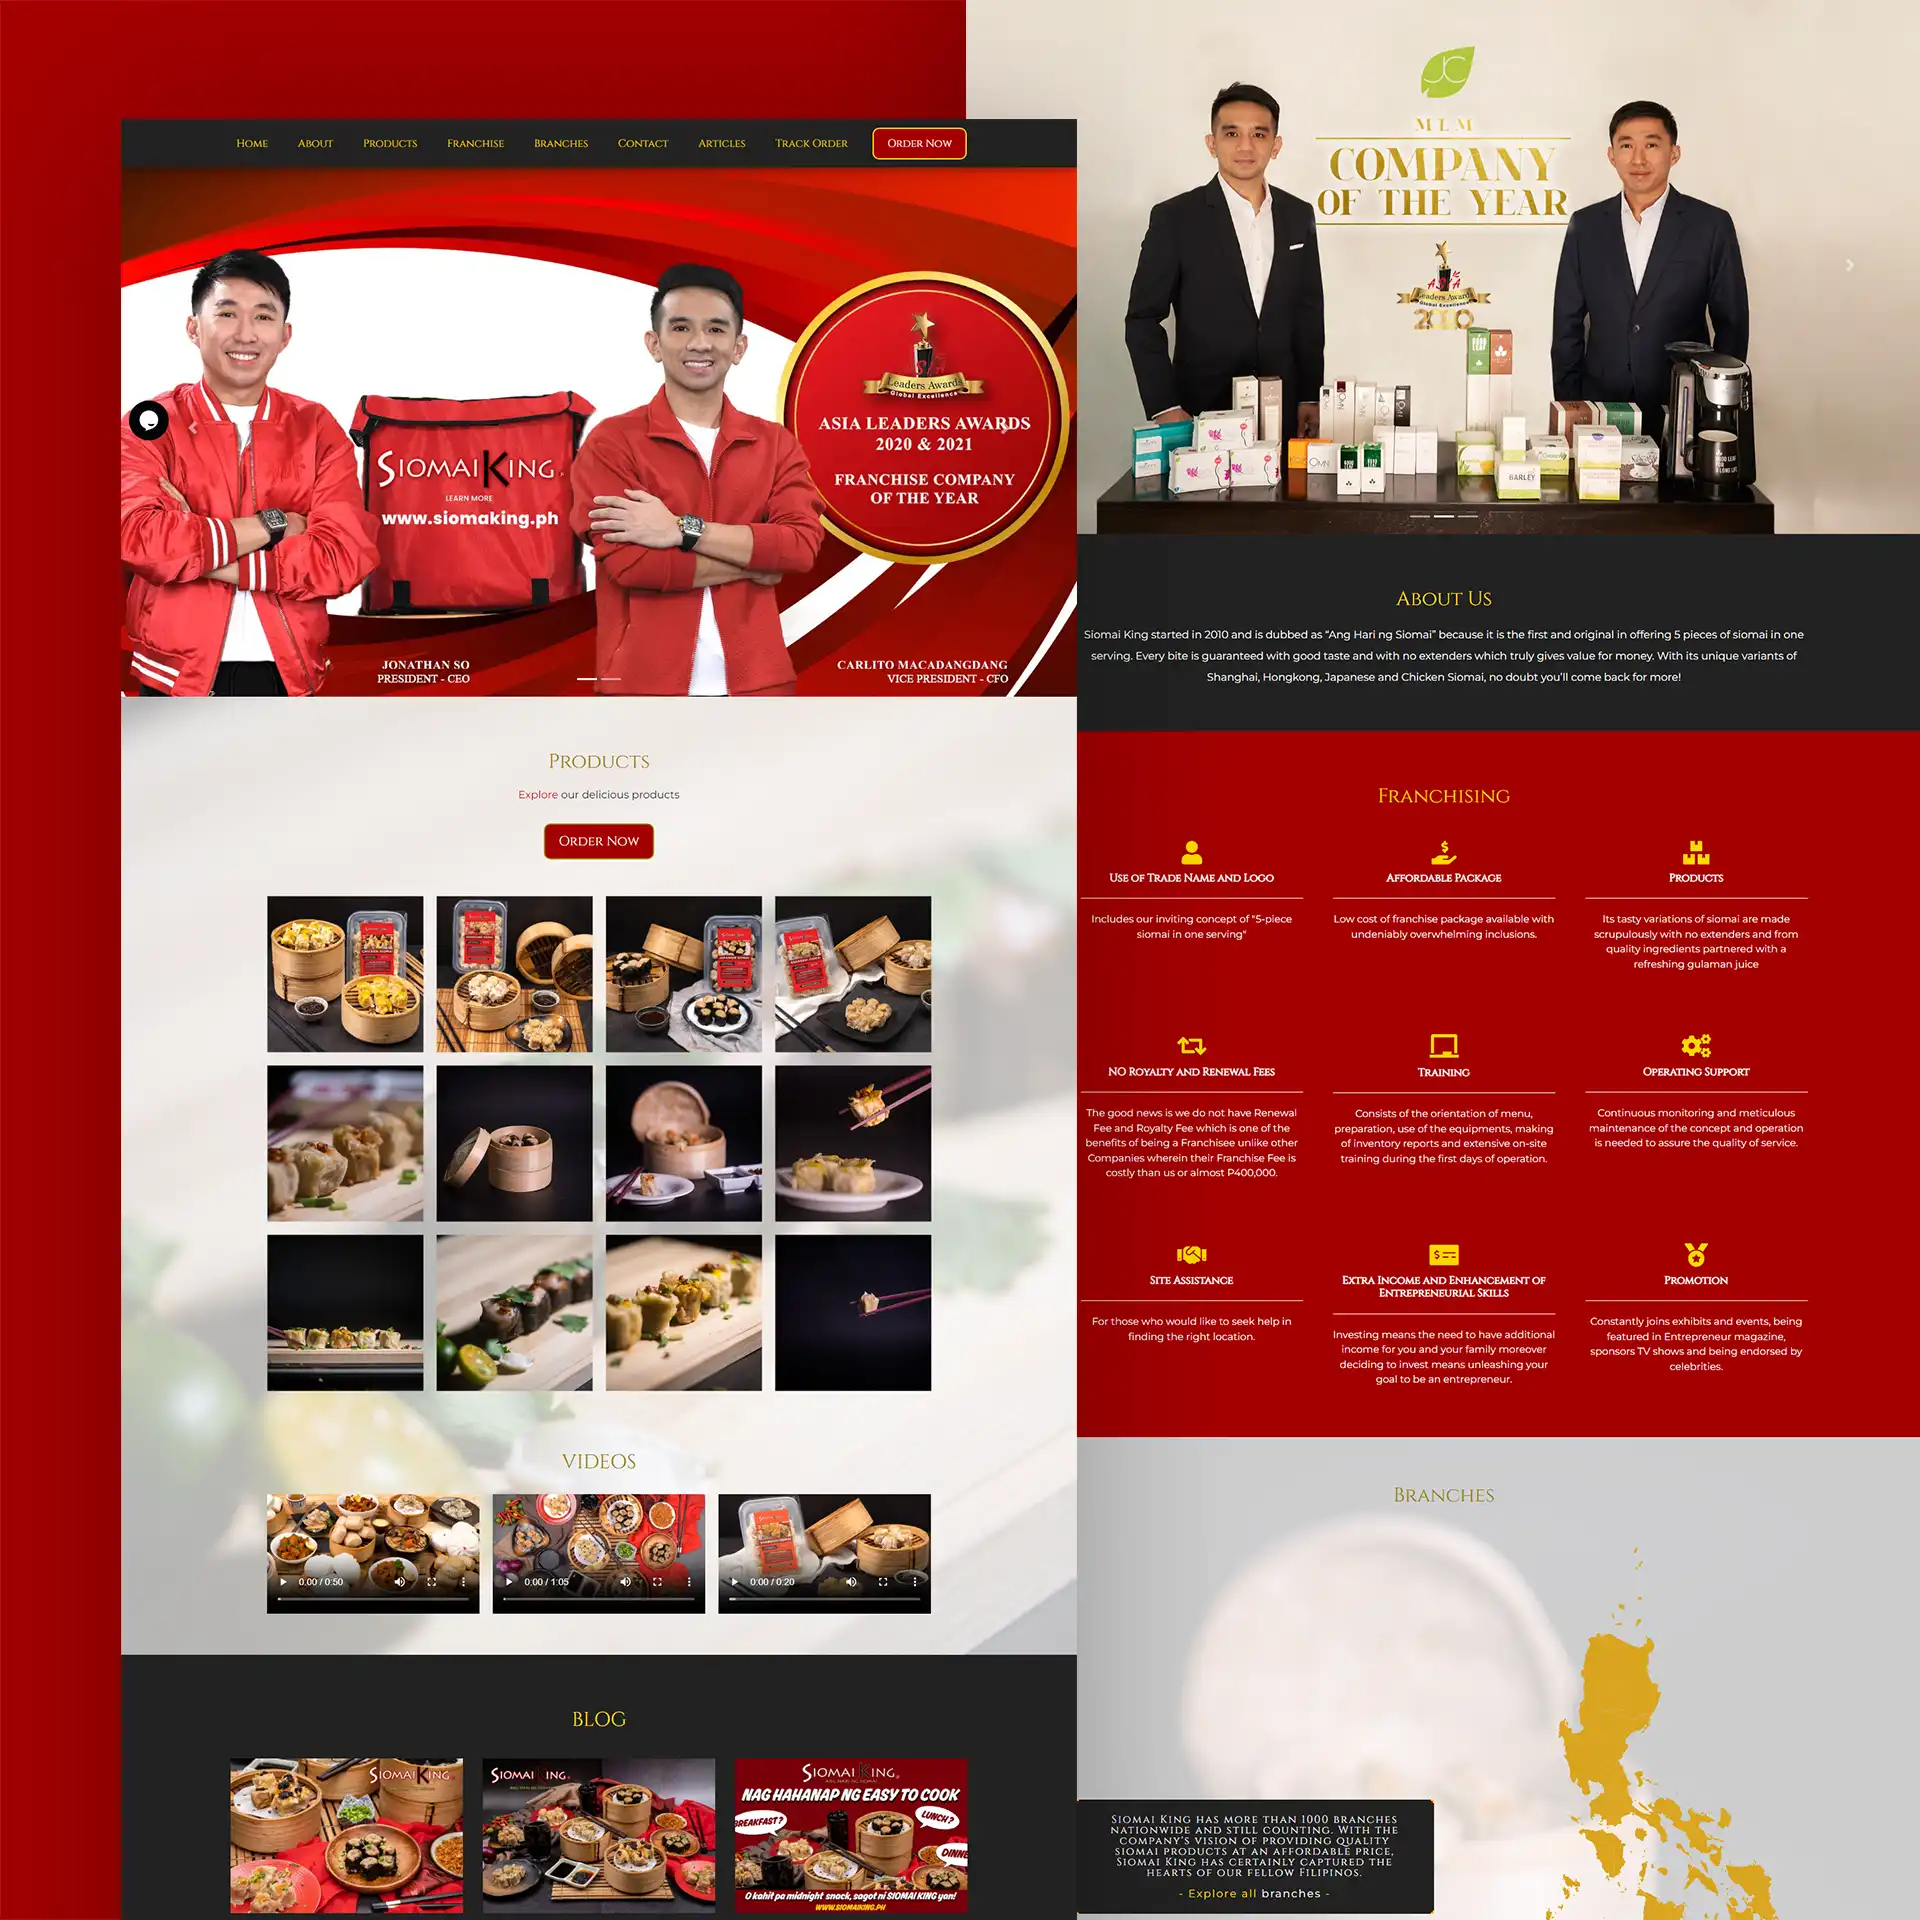 HOME
ABOUT
PRODUCTS
FRANCHISE
BRANCHES
CONTACT
ARTICLES
TRACK ORDER
ORDER NOW
SIOMAIKING
LEARN MORE
www.siomaking.ph
Leaders Awards
Global Excellence
ASIA LEADERS AWARDS
2020 & 2021
FRANCHISE COMPANY
OF THE YEAR
JONATHAN SO
PRESIDENT - CEO
CARLITO MACADANGDANG
VICE PRESIDENT - CFO
PRODUCTS
Explore our delicious products
ORDER NOW
VIDEOS
0:00 / 0:50
0:00 / 1:05
0:00 / 0:20
BLOG
SIOMAIKING
SIOMAI KING
SIOMAI KING
ANG HARI NG SIOMAI
NAG HAHANAP NG EASY TO COOK
BREAKFAST?
LUNCH?
O kahit pa midnight snack, sagot ni SIOMAI KING yan!
WWW.SIOMAIKING.PH
JC
MLM
COMPANY
OF THE YEAR
ASIA
Leaders Awards
Global Excellence
BARLEY
ABOUT US
Siomai King started in 2010 and is dubbed as “Ang Hari ng Siomai” because it is the first and original in offering 5 pieces of siomai in one
serving. Every bite is guaranteed with good taste and with no extenders which truly gives value for money. With its unique variants of
Shanghai, Hongkong, Japanese and Chicken Siomai, no doubt you’ll come back for more!
FRANCHISING
USE OF TRADE NAME AND LOGO
Includes our inviting concept of "5-piece
siomai in one serving"
AFFORDABLE PACKAGE
Low cost of franchise package available with
undeniably overwhelming inclusions.
PRODUCTS
Its tasty variations of siomai are made
scrupulously with no extenders and from
quality ingredients partnered with a
refreshing gulaman juice
NO ROYALTY AND RENEWAL FEES
The good news is we do not have Renewal
Fee and Royalty Fee which is one of the
benefits of being a Franchisee unlike other
Companies wherein their Franchise Fee is
costly than us or almost P400,000.
TRAINING
Consists of the orientation of menu,
preparation, use of the equipments, making
of inventory reports and extensive on-site
training during the first days of operation.
OPERATING SUPPORT
Continuous monitoring and meticulous
maintenance of the concept and operation
is needed to assure the quality of service.
SITE ASSISTANCE
For those who would like to seek help in
finding the right location.
EXTRA INCOME AND ENHANCEMENT OF
ENTREPRENEURIAL SKILLS
Investing means the need to have additional
income for you and your family moreover
deciding to invest means unleashing your
goal to be an entrepreneur.
PROMOTION
Constantly joins exhibits and events, being
featured in Entrepreneur magazine,
sponsors TV shows and being endorsed by
celebrities.
BRANCHES
SIOMAI KING HAS MORE THAN 1000 BRANCHES
NATIONWIDE AND STILL COUNTING. WITH THE
COMPANY'S VISION OF PROVIDING QUALITY
SIOMAI PRODUCTS AT AN AFFORDABLE PRICE,
SIOMAI KING HAS CERTAINLY CAPTURED THE
HEARTS OF OUR FELLOW FILIPINOS.
- Explore all branches -